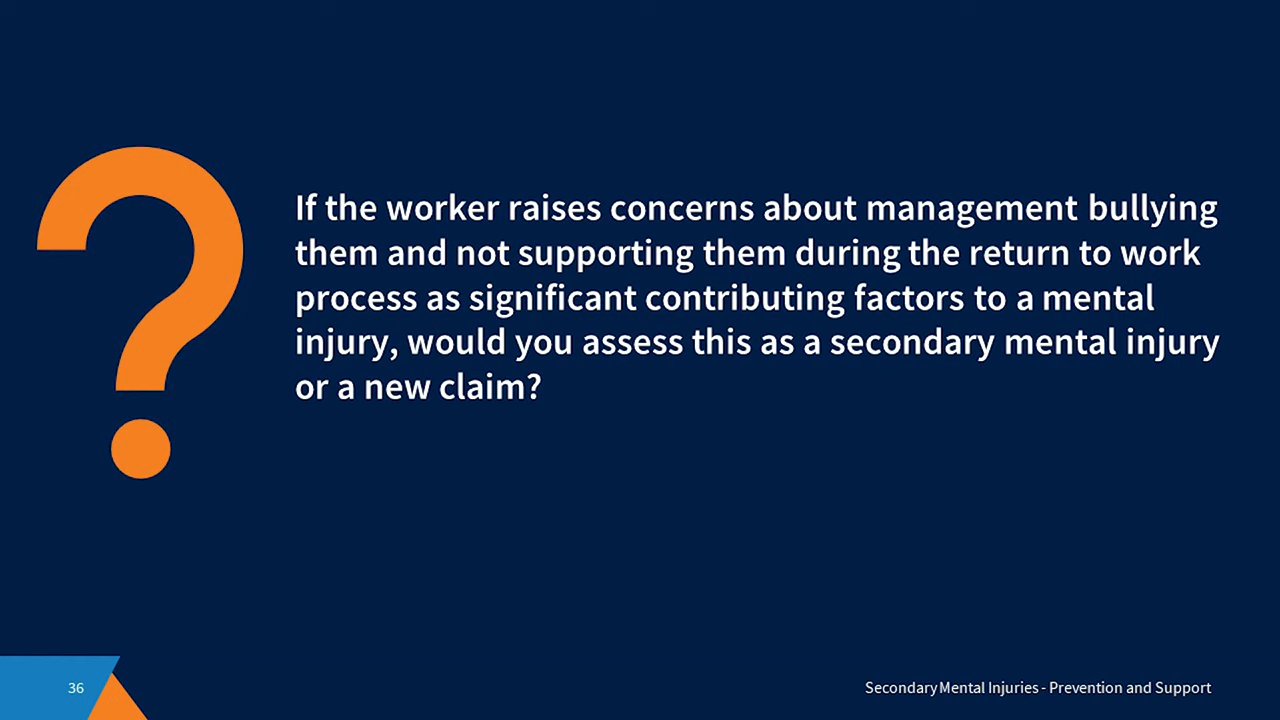 If the worker raises concerns about management bullying
them and not supporting them during the return to work
process as significant contributing factors to a mental
injury, would you assess this as a secondary mental injury
or a new claim?
36
Secondary Mental Injuries - Prevention and Support